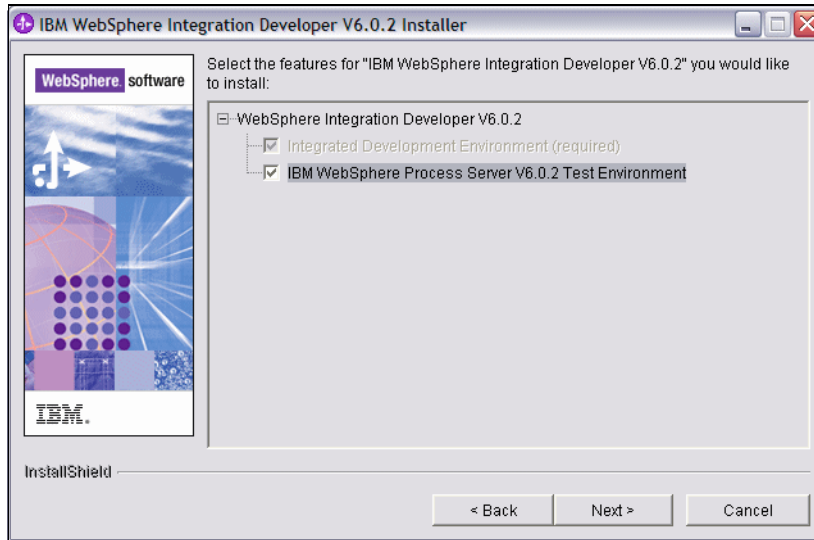 IBM WebSphere Integration Developer V6.0.2 Installer
WebSphere. software
Select the features for "IBM WebSphere Integration Developer V6.0.2" you would like
to install:
WebSphere Integration Developer V6.0.2
Integrated Development Environment (required)
IBM WebSphere Process Server V6.0.2 Test Environment
IBM.
InstallShield
< Back
Next >
Cancel